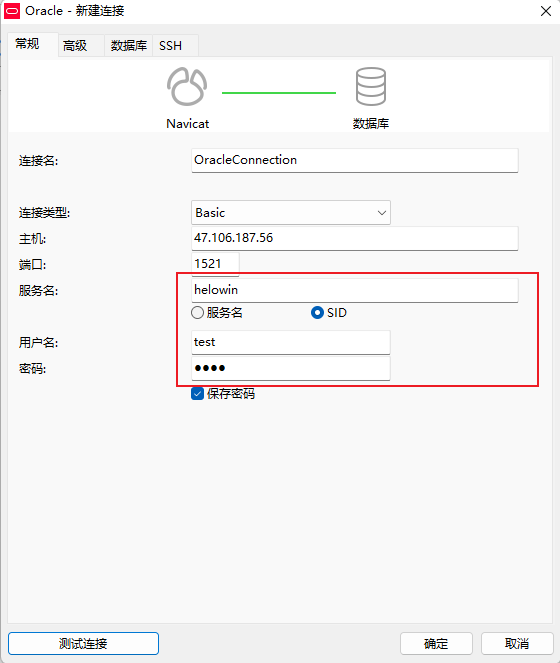 Oracle - 新建连接
常规 高级 数据库 SSH
Navicat 数据库
连接名: OracleConnection
连接类型: Basic
主机: 47.106.187.56
端口: 1521
服务名: helowin
服务名 SID
用户名: test
密码: ●●●●
保存密码
测试连接 确定 取消